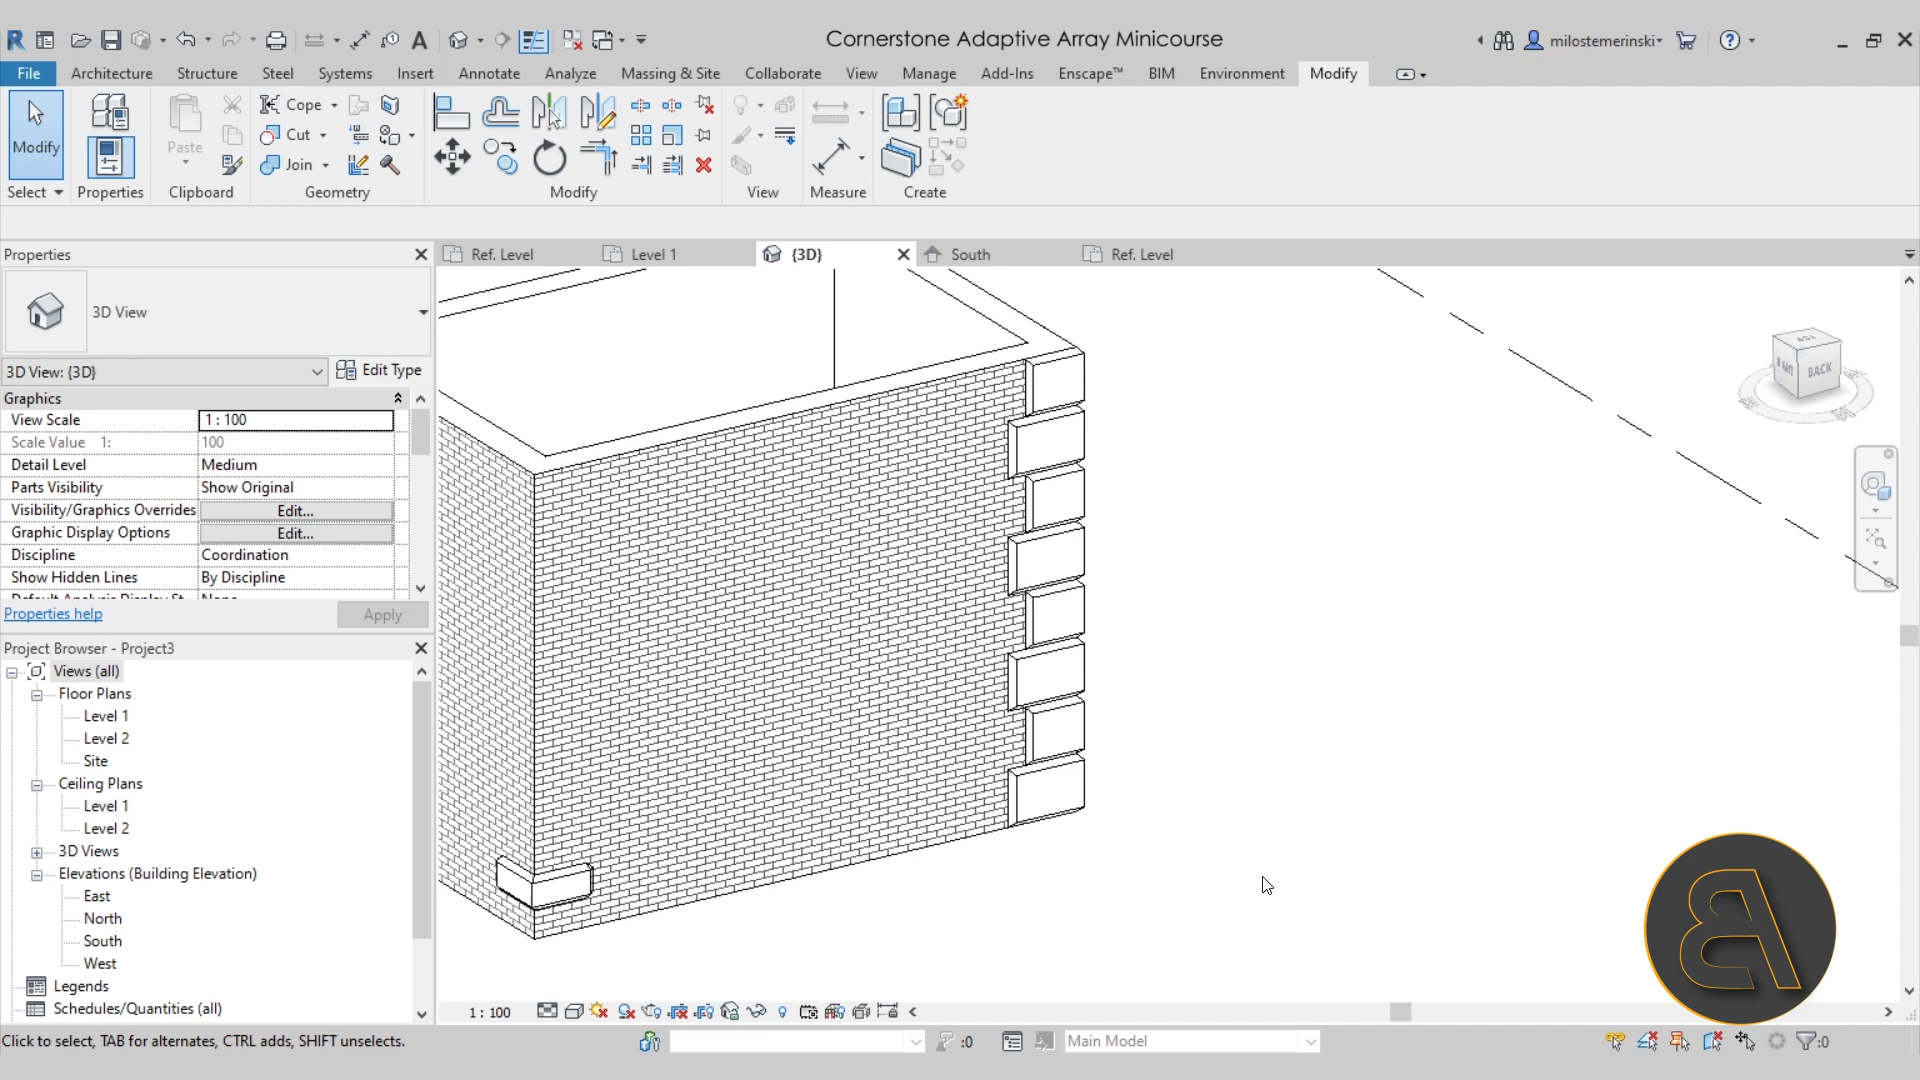 Cornerstone Adaptive Array Minicourse
milostemerinski
File Architecture Structure Steel Systems Insert Annotate Analyze Massing & Site Collaborate View Manage Add-Ins Enscape™ BIM Environment Modify
Modify
Paste
Cope
Cut
Join
Select Properties Clipboard Geometry Modify View Measure Create
Properties
Ref. Level Level 1 {3D} South Ref. Level
3D View
3D View: {3D} Edit Type
Graphics
View Scale 1 : 100
Scale Value 1: 100
Detail Level Medium
Parts Visibility Show Original
Visibility/Graphics Overrides Edit...
Graphic Display Options Edit...
Discipline Coordination
Show Hidden Lines By Discipline
Properties help Apply
BACK
Project Browser - Project3
Views (all)
Floor Plans
Level 1
Level 2
Site
Ceiling Plans
Level 1
Level 2
3D Views
Elevations (Building Elevation)
East
North
South
West
Legends
Schedules/Quantities (all)
1 : 100
Click to select, TAB for alternates, CTRL adds, SHIFT unselects.
:0
Main Model
:0